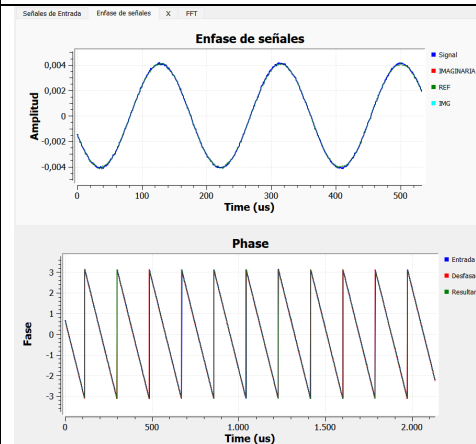 Señales de Entrada Enfase de señales X FFT
Enfase de señales
Amplitud
0,004
0,002
0
-0,002
-0,004
0 100 200 300 400 500
Time (us)
Signal
IMAGINARIA
REF
IMG
Phase
Fase
3
2
1
0
-1
-2
-3
0 500 1.000 1.500 2.000
Time (us)
Entrada
Desfasa
Resultan